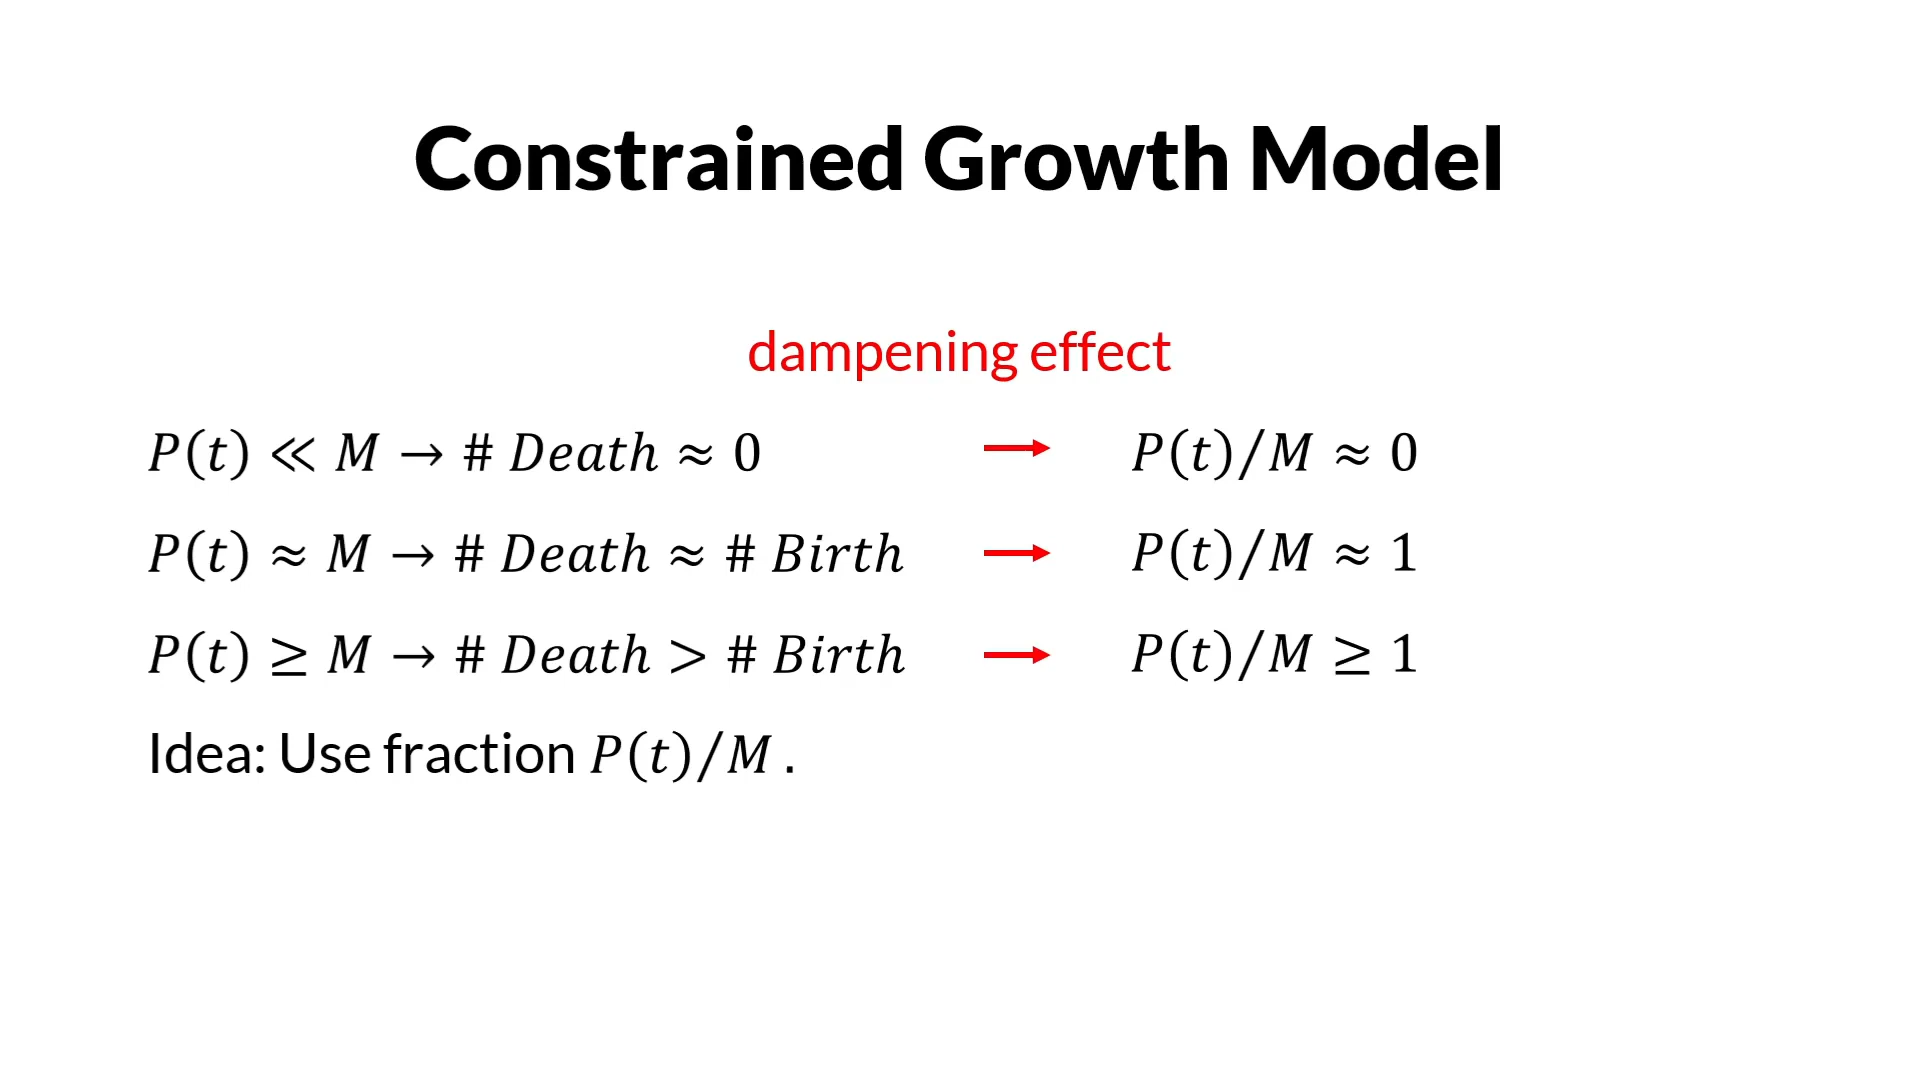 Constrained Growth Model
dampening effect
P(t) ≪ M → # Death ≈ 0 → P(t)/M ≈ 0
P(t) ≈ M → # Death ≈ # Birth → P(t)/M ≈ 1
P(t) ≥ M → # Death > # Birth → P(t)/M ≥ 1
Idea: Use fraction P(t)/M .